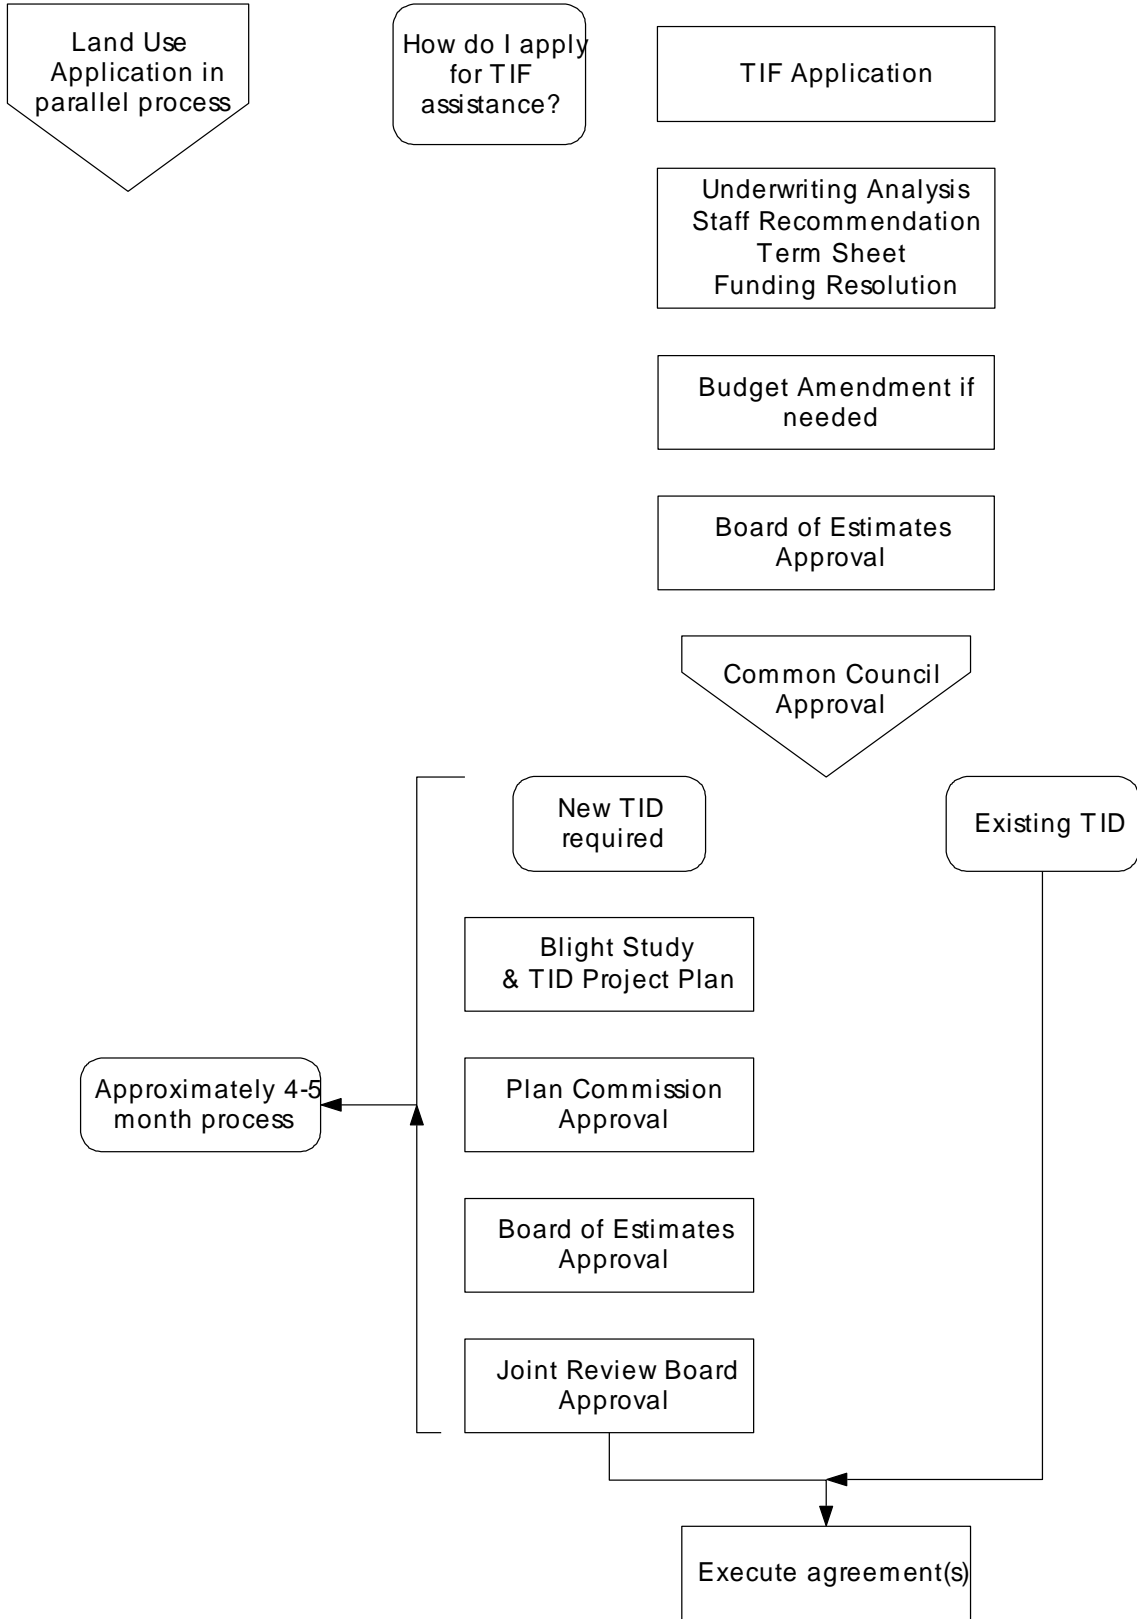 Land Use
Application in
parallel process
How do I apply
for TIF
assistance?
TIF Application
Underwriting Analysis
Staff Recommendation
Term Sheet
Funding Resolution
Budget Amendment if
needed
Board of Estimates
Approval
Common Council
Approval
New TID
required
Existing TID
Blight Study
& TID Project Plan
Approximately 4-5
month process
Plan Commission
Approval
Board of Estimates
Approval
Joint Review Board
Approval
Execute agreement(s)